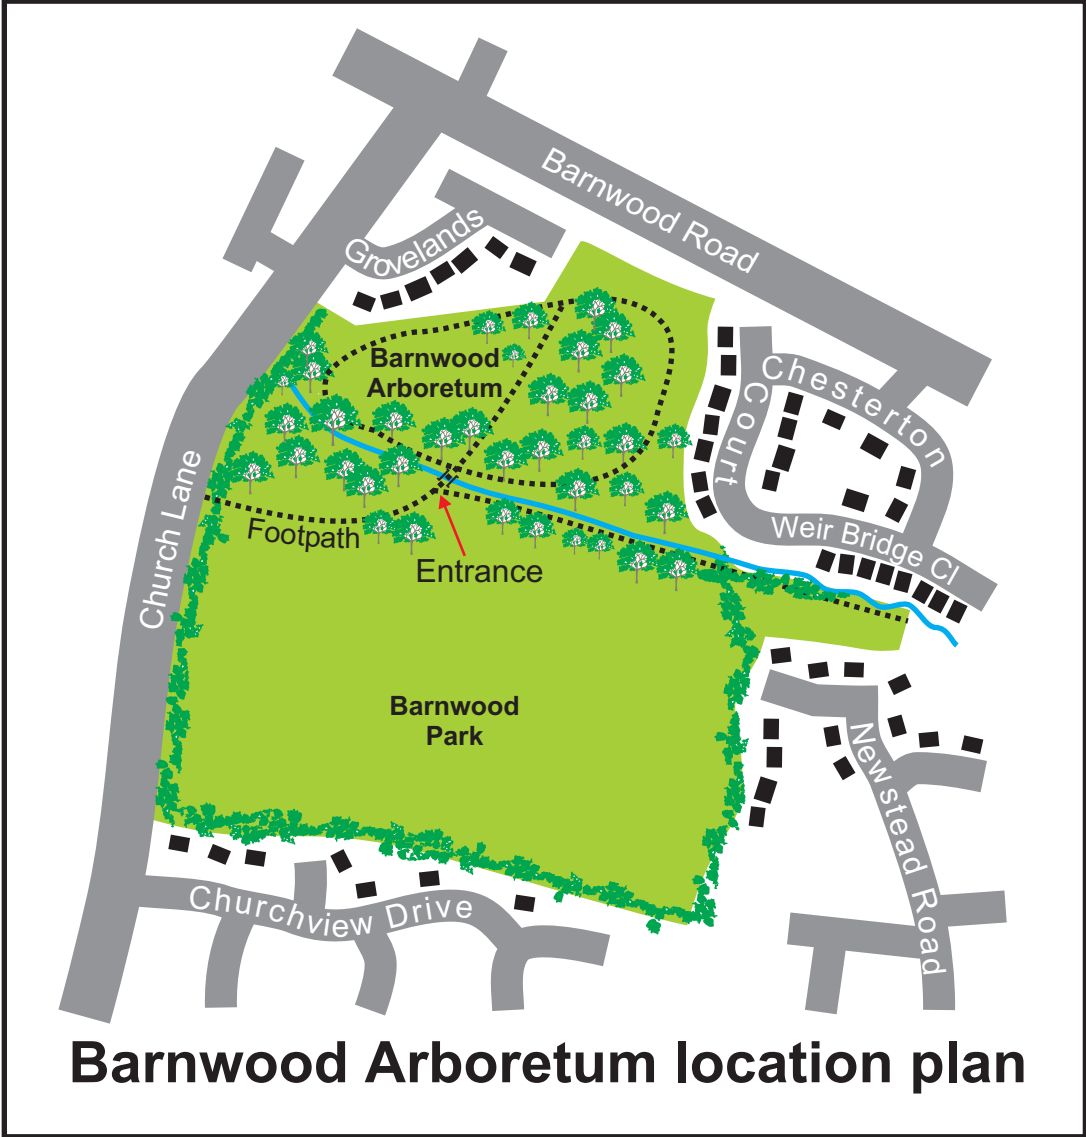 Barnwood Road
Grovelands
Barnwood
Arboretum
Chesterton
Court
Church Lane
Footpath
Weir Bridge Cl
Entrance
Barnwood
Park
Newstead Road
Churchview Drive
Barnwood Arboretum location plan